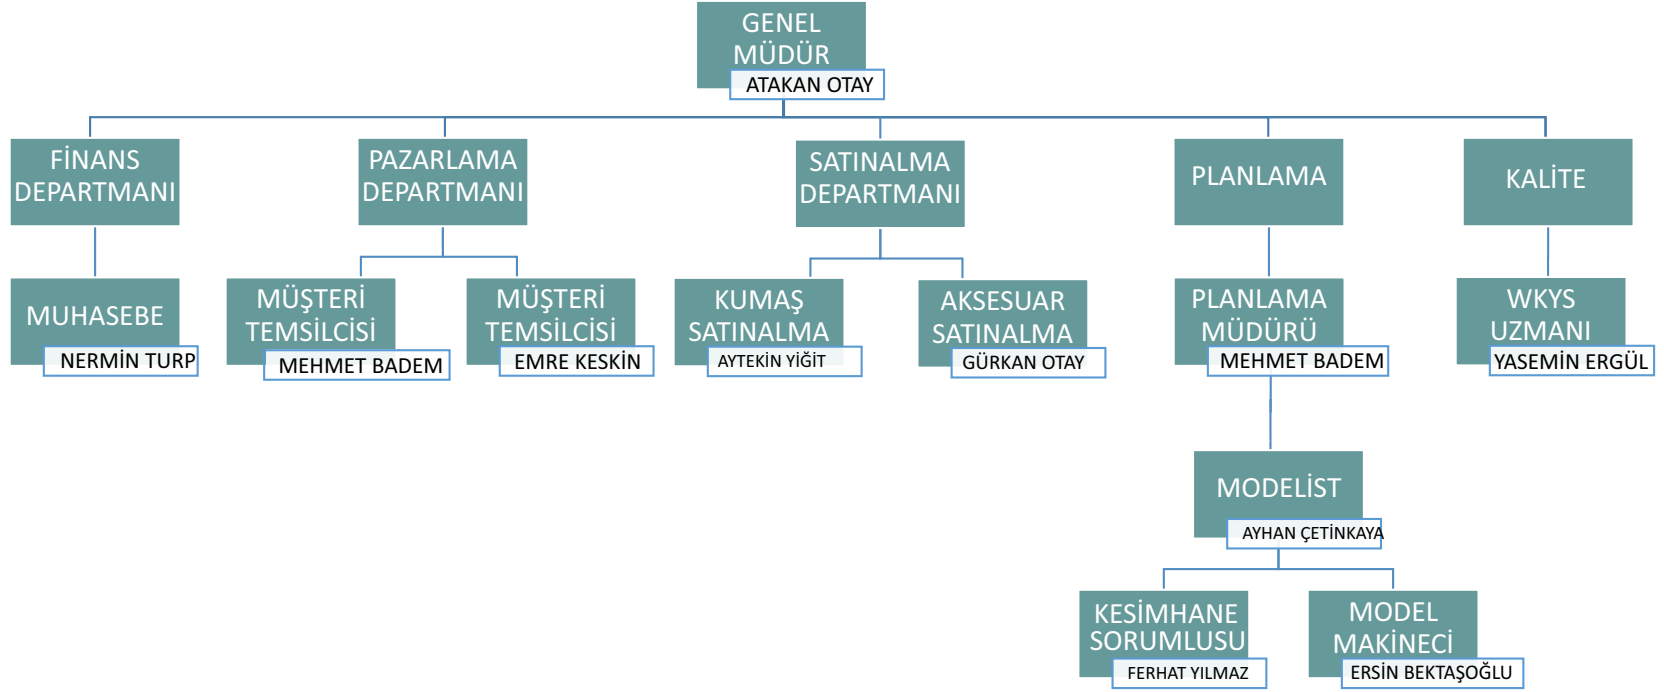 GENEL
MÜDÜR
ATAKAN OTAY
FİNANS
DEPARTMANI
PAZARLAMA
DEPARTMANI
SATINALMA
DEPARTMANI
PLANLAMA
KALİTE
MUHASEBE
NERMİN TURP
MÜŞTERİ
TEMSİLCİSİ
MEHMET BADEM
MÜŞTERİ
TEMSİLCİSİ
EMRE KESKİN
KUMAŞ
SATINALMA
AYTEKİN YİĞİT
AKSESUAR
SATINALMA
GÜRKAN OTAY
PLANLAMA
MÜDÜRÜ
MEHMET BADEM
WKYS
UZMANI
YASEMİN ERGÜL
MODELİST
AYHAN ÇETİNKAYA
KESİMHANE
SORUMLUSU
FERHAT YILMAZ
MODEL
MAKİNECİ
ERSİN BEKTAŞOĞLU